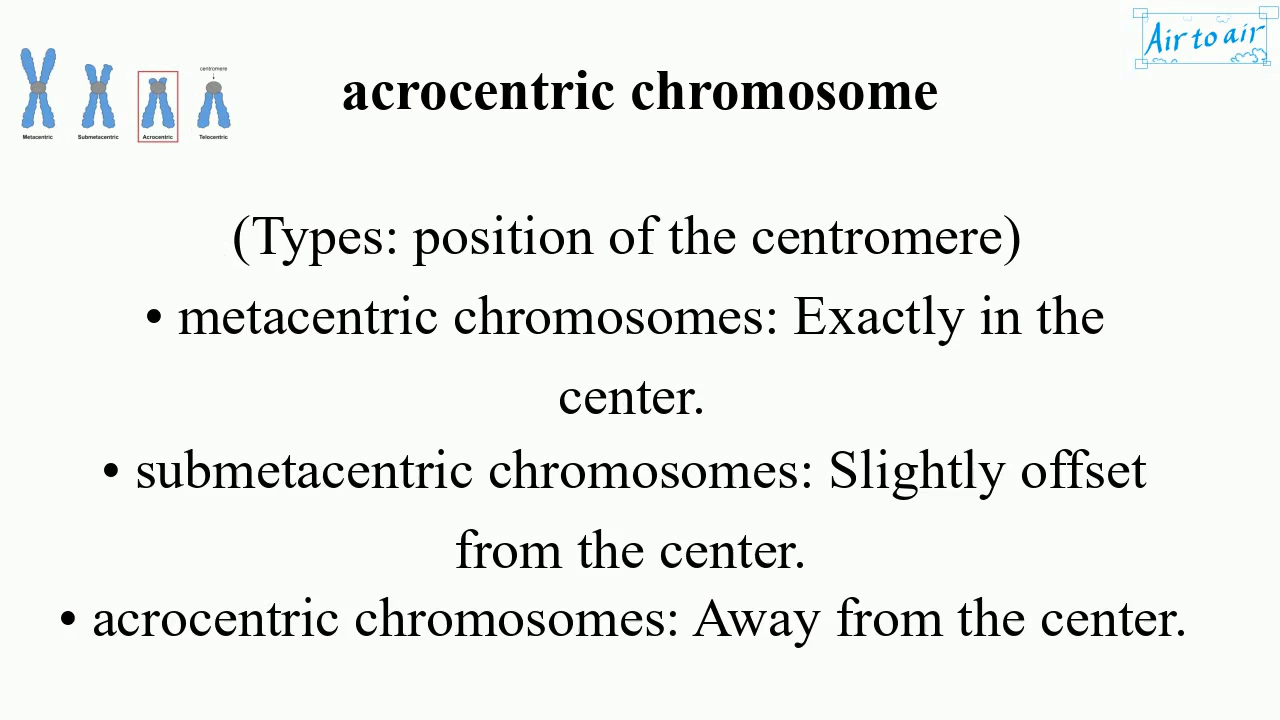 Air to air
centromere
Metacentric Submetacentric Acrocentric Telocentric
acrocentric chromosome
(Types: position of the centromere)
• metacentric chromosomes: Exactly in the
center.
• submetacentric chromosomes: Slightly offset
from the center.
• acrocentric chromosomes: Away from the center.